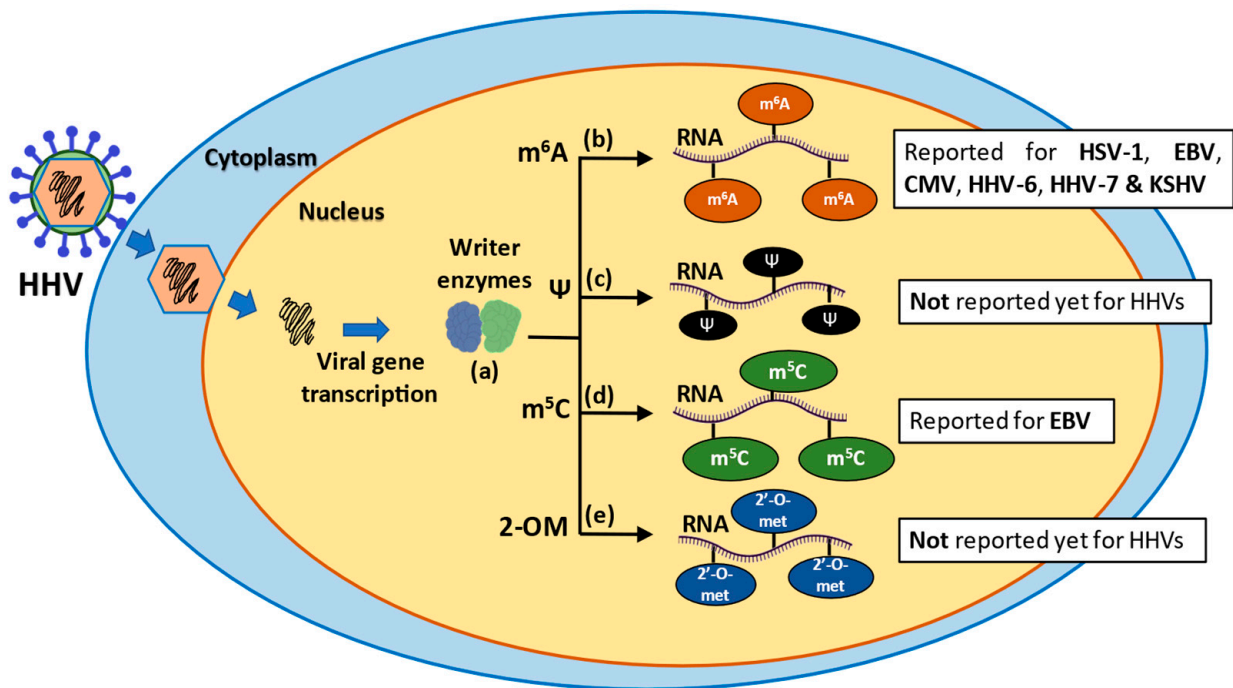 HHV
Cytoplasm
Nucleus
Viral gene
transcription
Writer
enzymes
(a)
m⁶A
(b)
RNA
m⁶A
m⁶A
m⁶A
Reported for HSV-1, EBV,
CMV, HHV-6, HHV-7 & KSHV
Ψ
(c)
RNA
Ψ
Ψ
Ψ
Not reported yet for HHVs
m⁵C
(d)
RNA
m⁵C
m⁵C
m⁵C
Reported for EBV
2-OM
(e)
RNA
2'-O-
met
2'-O-
met
2'-O-
met
Not reported yet for HHVs